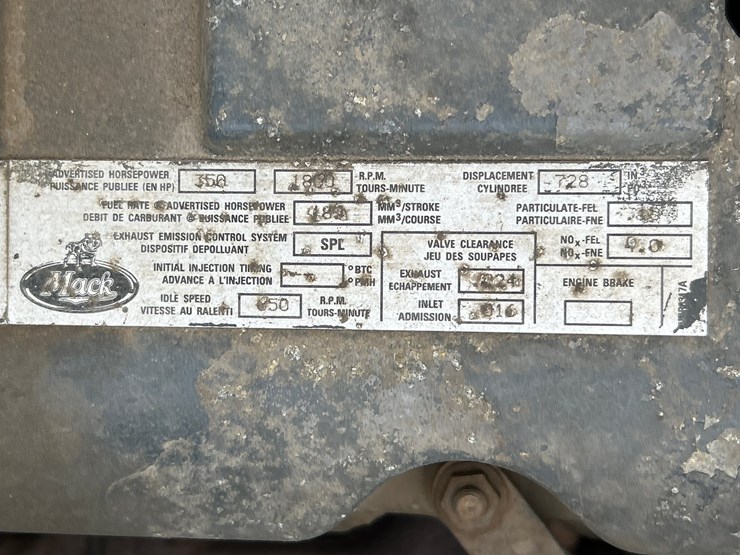 ADVERTISED HORSEPOWER 350 1800 R.P.M.
PUISSANCE PUBLIEE (EN HP) TOURS-MINUTE
DISPLACEMENT 728 IN
CYLINDREE
FUEL RATE @ ADVERTISED HORSEPOWER MM³/STROKE
DEBIT DE CARBURANT @ PUISSANCE PUBLIEE MM³/COURSE
PARTICULATE-FEL
PARTICULAIRE-FNE
EXHAUST EMISSION CONTROL SYSTEM SPL
DISPOSITIF DEPOLLUANT
VALVE CLEARANCE
JEU DES SOUPAPES
NOx-FEL
NOx-FNE
Mack
INITIAL INJECTION TIMING °BTC
ADVANCE A L'INJECTION °PMH
EXHAUST 024
ECHAPPEMENT
ENGINE BRAKE
IDLE SPEED 650 R.P.M.
VITESSE AU RALENTI TOURS-MINUTE
INLET 016
ADMISSION